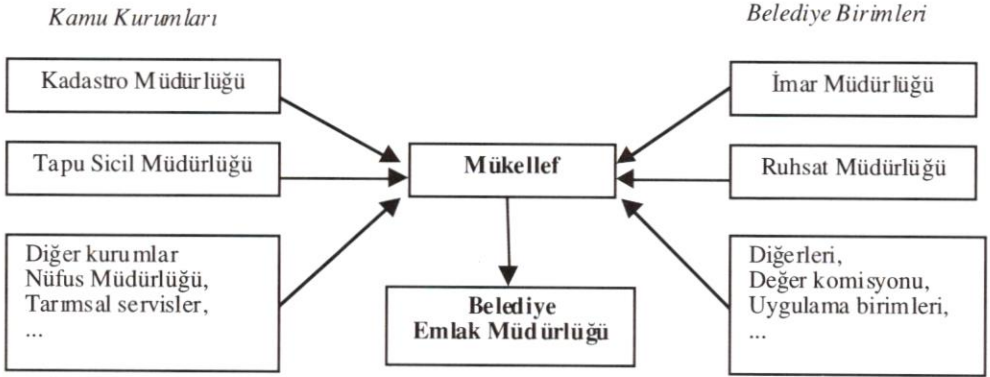 Kamu Kurumları
Belediye Birimleri
Kadastro Müdürlüğü
İmar Müdürlüğü
Tapu Sicil Müdürlüğü
Mükellef
Ruhsat Müdürlüğü
Diğer kurumlar
Nüfus Müdürlüğü,
Tarımsal servisler,
...
Belediye
Emlak Müdürlüğü
Diğerleri,
Değer komisyonu,
Uygulama birimleri,
...